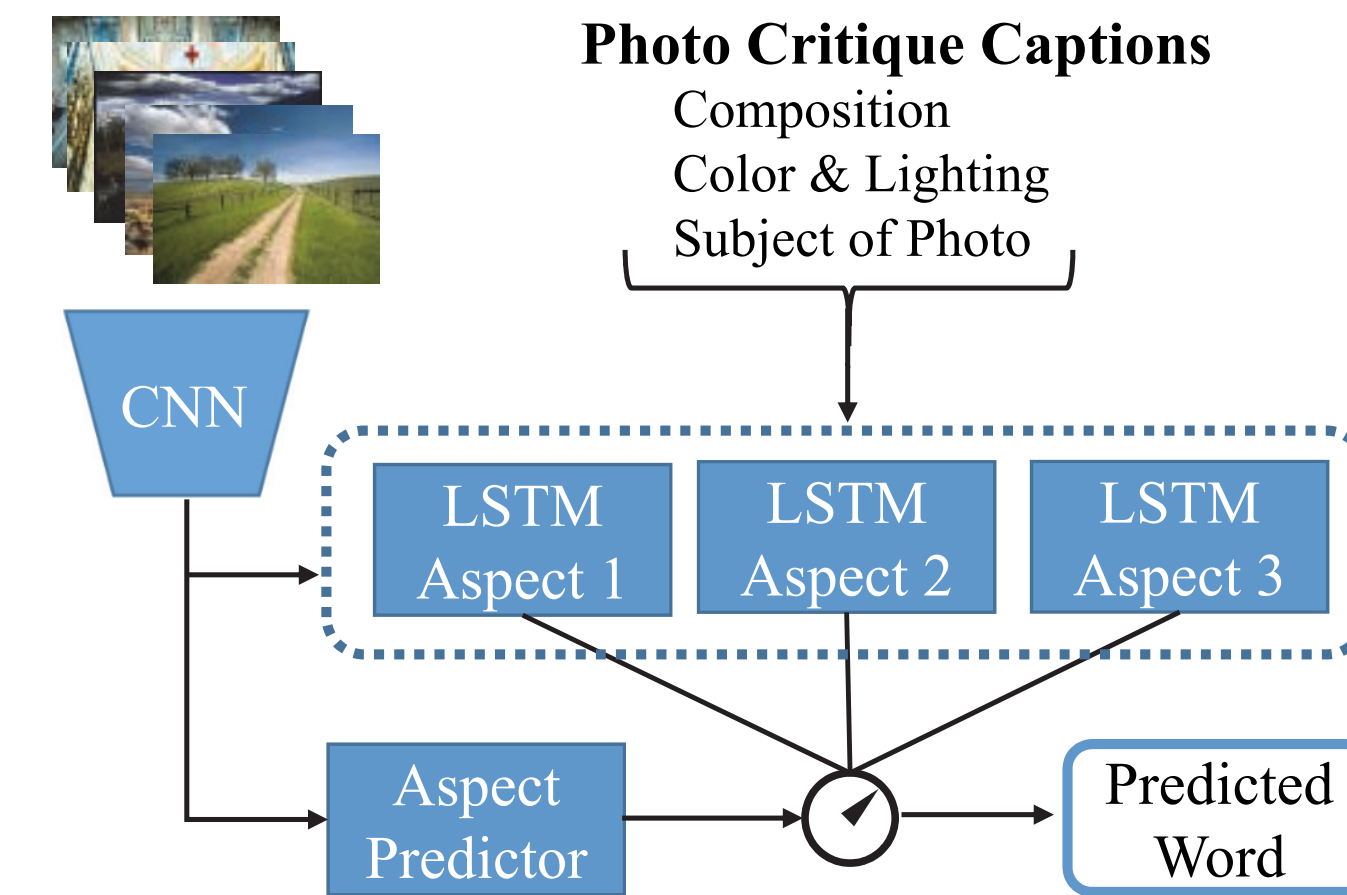 Photo Critique Captions
Composition
Color & Lighting
Subject of Photo
CNN
LSTM
Aspect 1
LSTM
Aspect 2
LSTM
Aspect 3
Aspect
Predictor
Predicted
Word